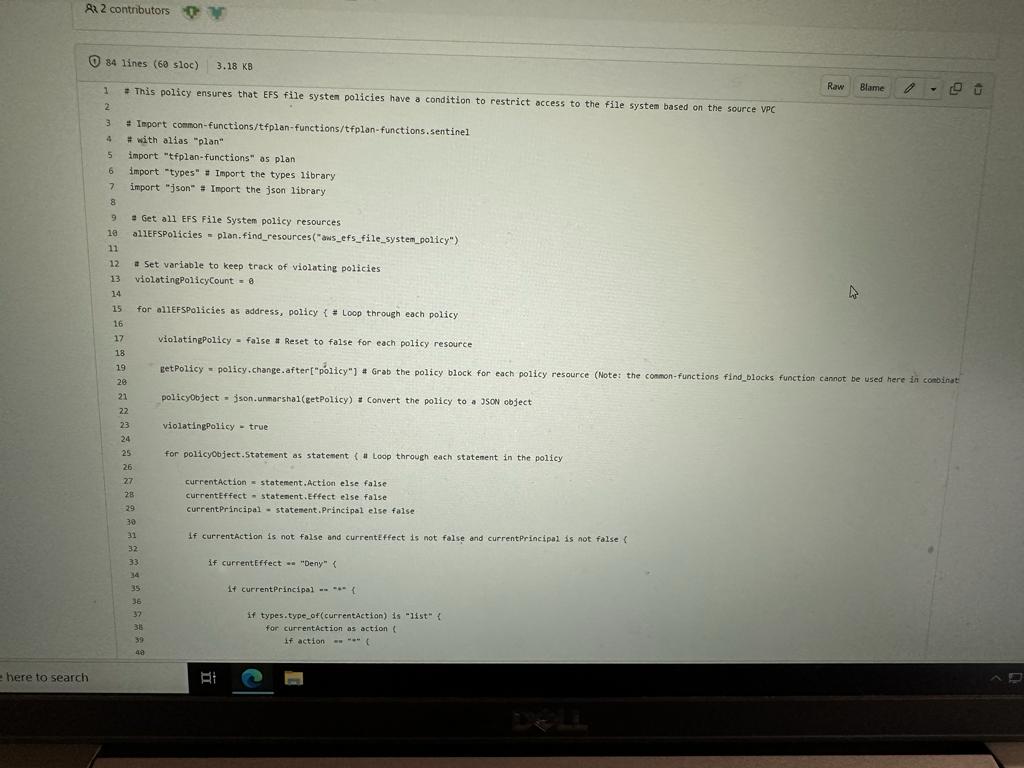 2 contributors
84 lines (60 sloc) 3.18 KB
Raw Blame
1 # This policy ensures that EFS file system policies have a condition to restrict access to the file system based on the source VPC
2
3 # Import common-functions/tfplan-functions/tfplan-functions.sentinel
4 # with alias "plan"
5 import "tfplan-functions" as plan
6 import "types" # Import the types library
7 import "json" # Import the json library
8
9 # Get all EFS File System policy resources
10 allEFSPolicies = plan.find_resources("aws_efs_file_system_policy")
11
12 # Set variable to keep track of violating policies
13 violatingPolicyCount = 0
14
15 for allEFSPolicies as address, policy { # Loop through each policy
16
17 violatingPolicy = false # Reset to false for each policy resource
18
19 getPolicy = policy.change.after["policy"] # Grab the policy block for each policy resource (Note: the common-functions find_blocks function cannot be used here in combinat
20
21 policyObject = json.unmarshal(getPolicy) # Convert the policy to a JSON object
22
23 violatingPolicy = true
24
25 for policyObject.Statement as statement { # Loop through each statement in the policy
26
27 currentAction = statement.Action else false
28 currentEffect = statement.Effect else false
29 currentPrincipal = statement.Principal else false
30
31 if currentAction is not false and currentEffect is not false and currentPrincipal is not false {
32
33 if currentEffect == "Deny" {
34
35 if currentPrincipal == "*" {
36
37 if types.type_of(currentAction) is "list" {
38 for currentAction as action {
39 if action == "*" {
40
e here to search
DELL